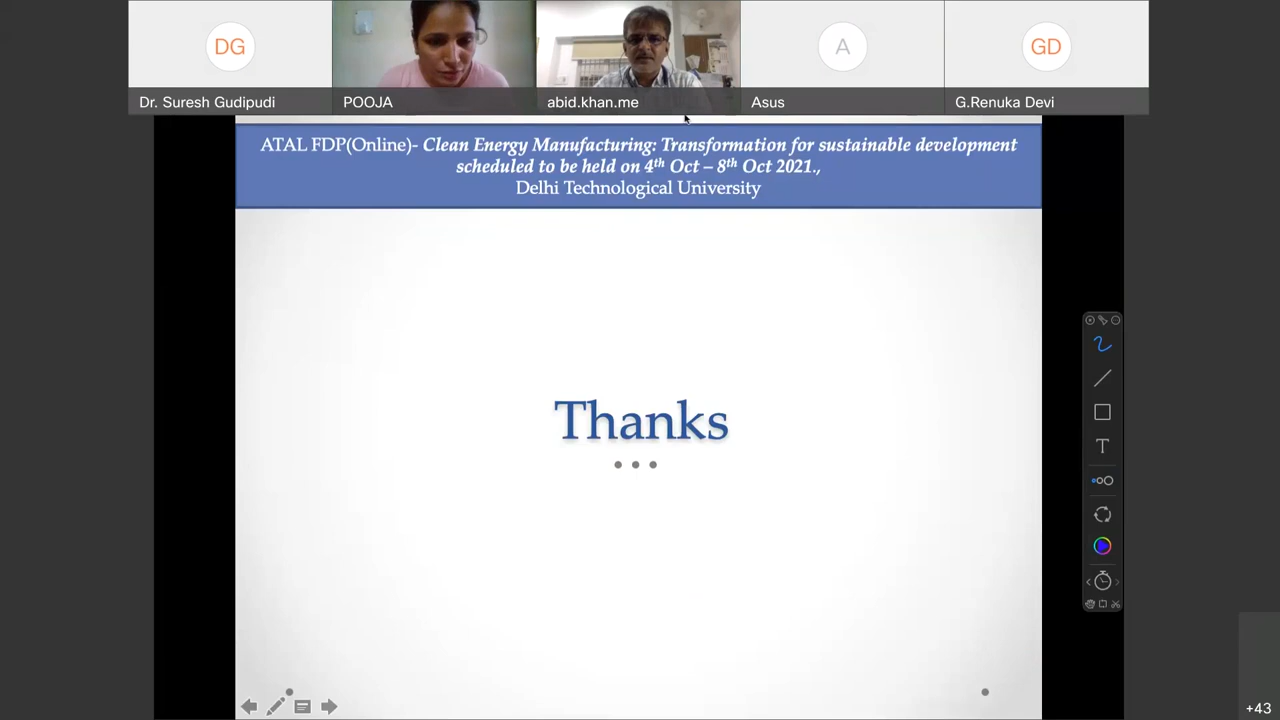 DG
A
GD
Dr. Suresh Gudipudi
POOJA
abid.khan.me
Asus
G.Renuka Devi
ATAL FDP(Online)- Clean Energy Manufacturing: Transformation for sustainable development
scheduled to be held on 4th Oct – 8th Oct 2021.,
Delhi Technological University
Thanks
T
+43